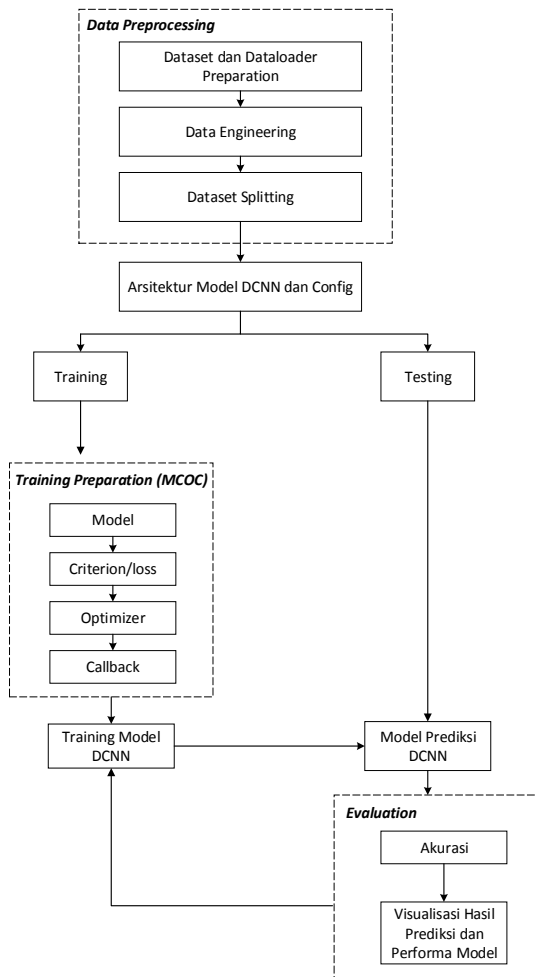 Data Preprocessing
Dataset dan Dataloader
Preparation
Data Engineering
Dataset Splitting
Arsitektur Model DCNN dan Config
Training
Testing
Training Preparation (MCOC)
Model
Criterion/loss
Optimizer
Callback
Training Model
DCNN
Model Prediksi
DCNN
Evaluation
Akurasi
Visualisasi Hasil
Prediksi dan
Performa Model